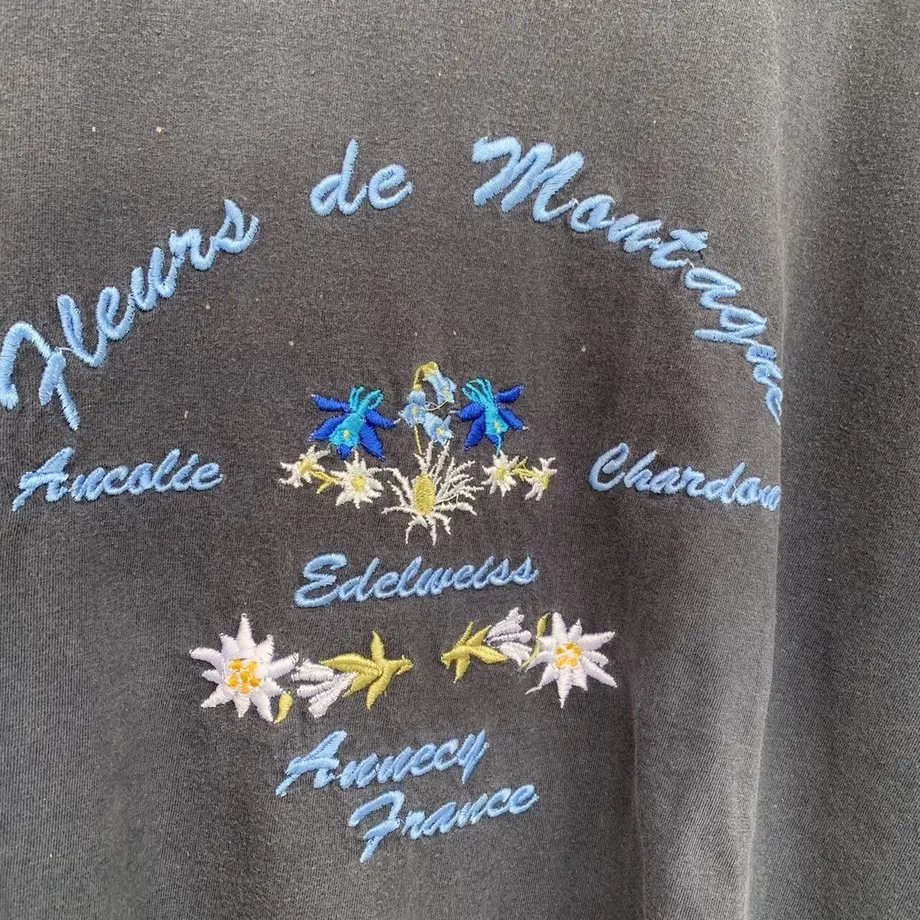 Fleurs de Montagne
Ancolie
Chardon
Edelweiss
Annecy
France